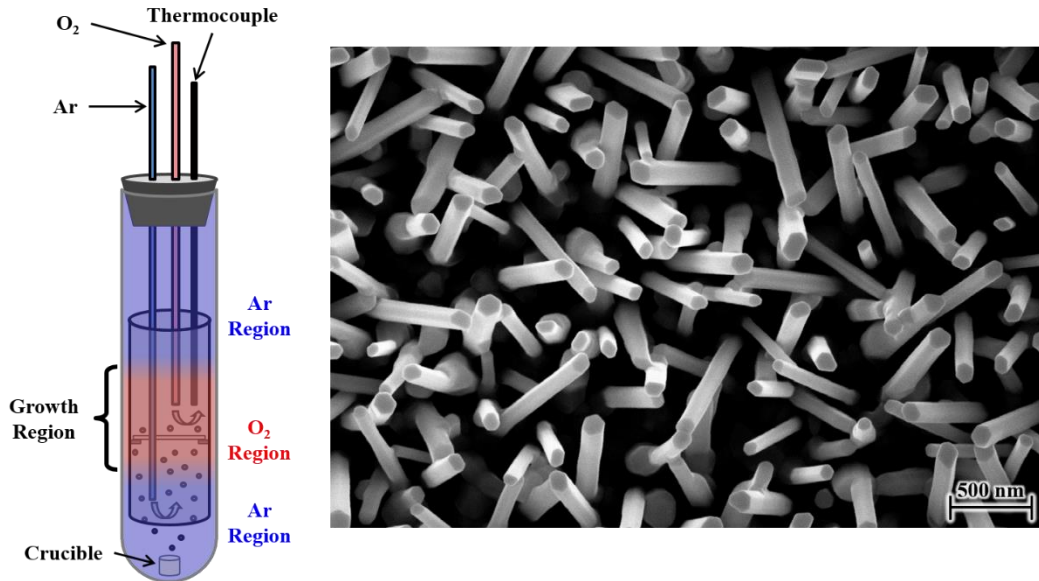 O₂
Thermocouple
Ar
Ar
Region
Growth
Region
O₂
Region
Ar
Region
Crucible
500 nm